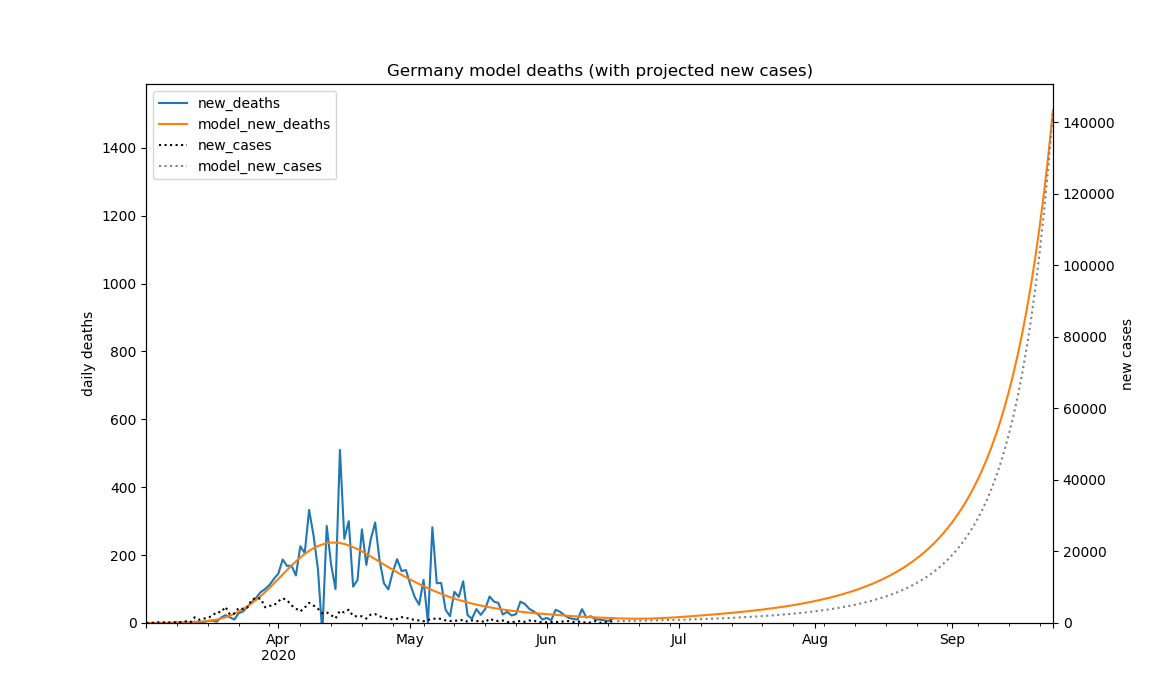 Germany model deaths (with projected new cases)
new_deaths
model_new_deaths
new_cases
model_new_cases
daily deaths
1400
1200
1000
800
600
400
200
0
140000
120000
100000
80000
60000
40000
20000
0
new cases
Apr
2020
May
Jun
Jul
Aug
Sep